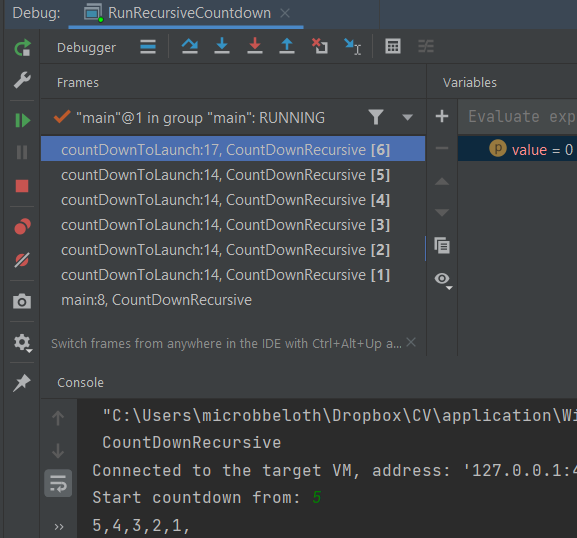 Debug: RunRecursiveCountdown
Debugger
Frames
Variables
"main"@1 in group "main": RUNNING
Evaluate exp
countDownToLaunch:17, CountDownRecursive [6]
p value = 0
countDownToLaunch:14, CountDownRecursive [5]
countDownToLaunch:14, CountDownRecursive [4]
countDownToLaunch:14, CountDownRecursive [3]
countDownToLaunch:14, CountDownRecursive [2]
countDownToLaunch:14, CountDownRecursive [1]
main:8, CountDownRecursive
Switch frames from anywhere in the IDE with Ctrl+Alt+Up a...
Console
"C:\Users\microbbeloth\Dropbox\CV\application\Wi
CountDownRecursive
Connected to the target VM, address: '127.0.0.1:4
Start countdown from: 5
5,4,3,2,1,